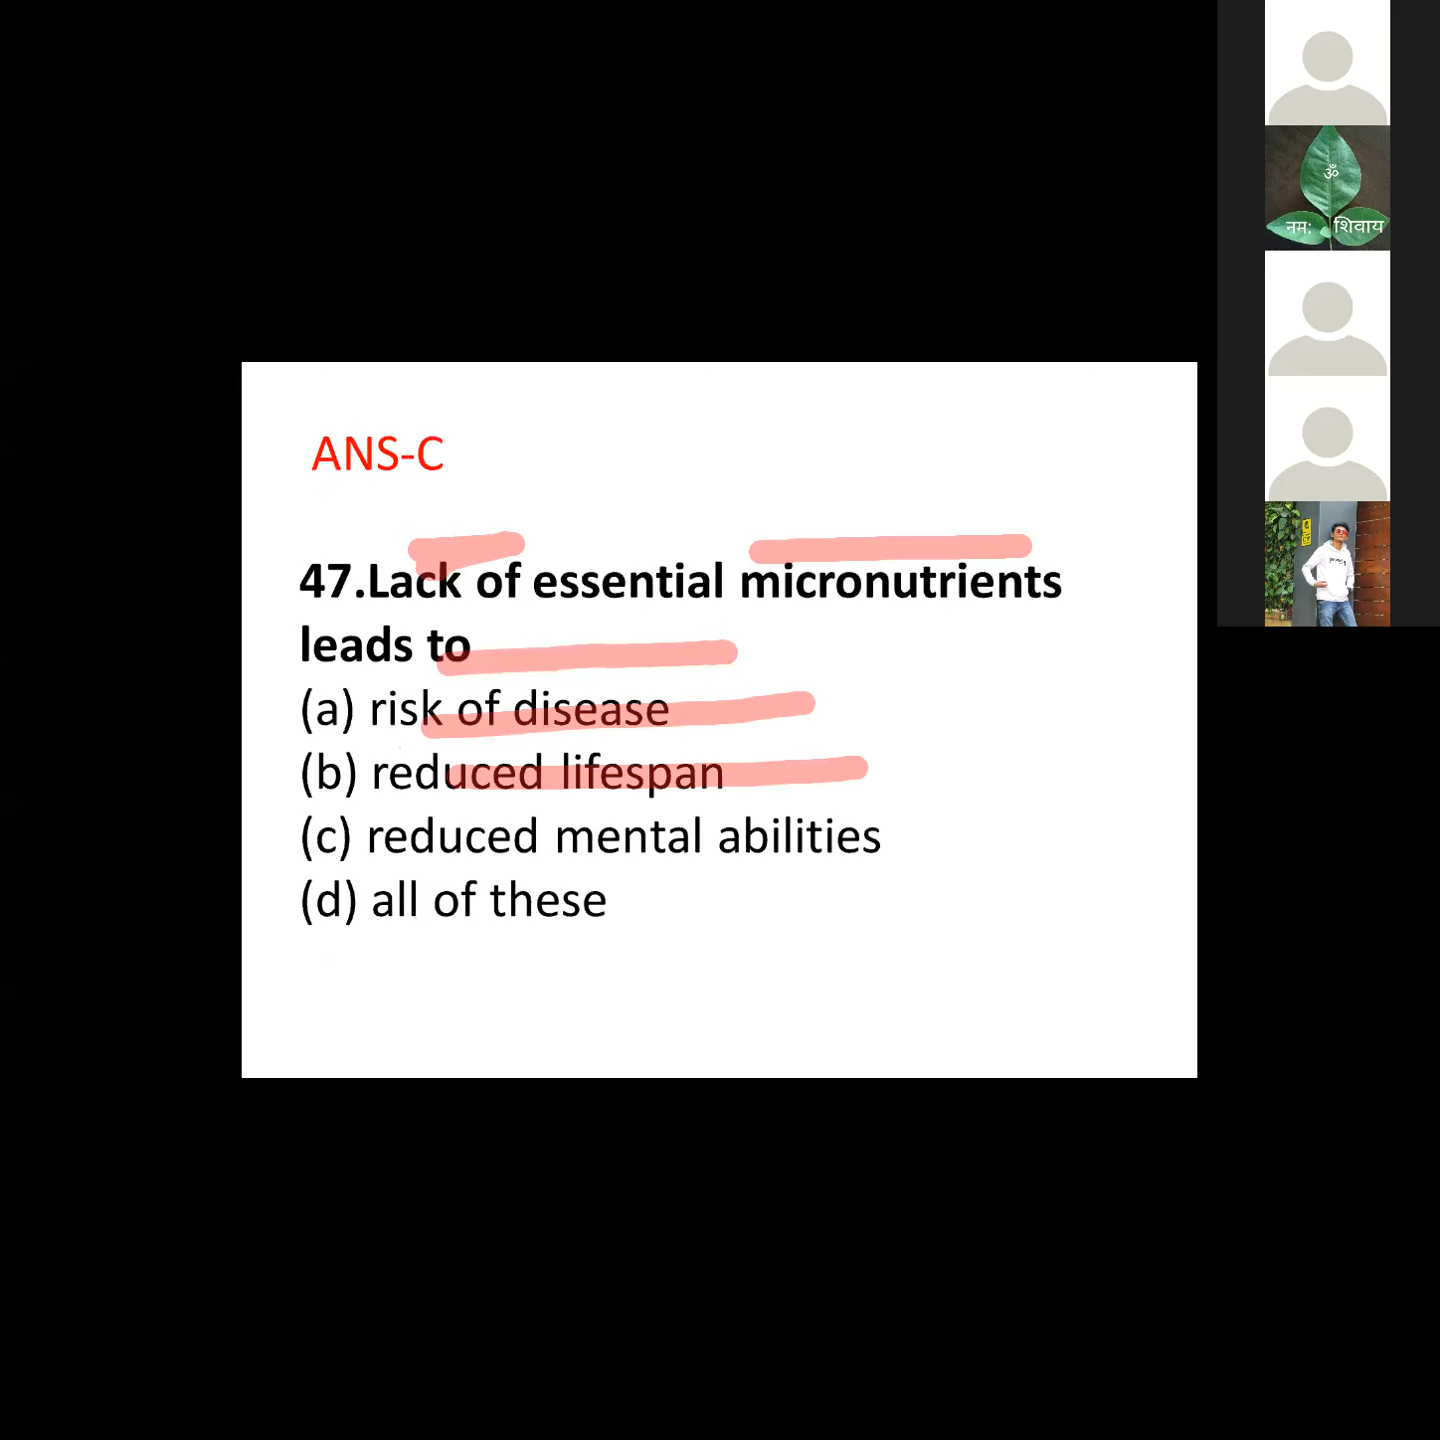 ANS-C
47.Lack of essential micronutrients
leads to
(a) risk of disease
(b) reduced lifespan
(c) reduced mental abilities
(d) all of these
ॐ
नमः शिवाय